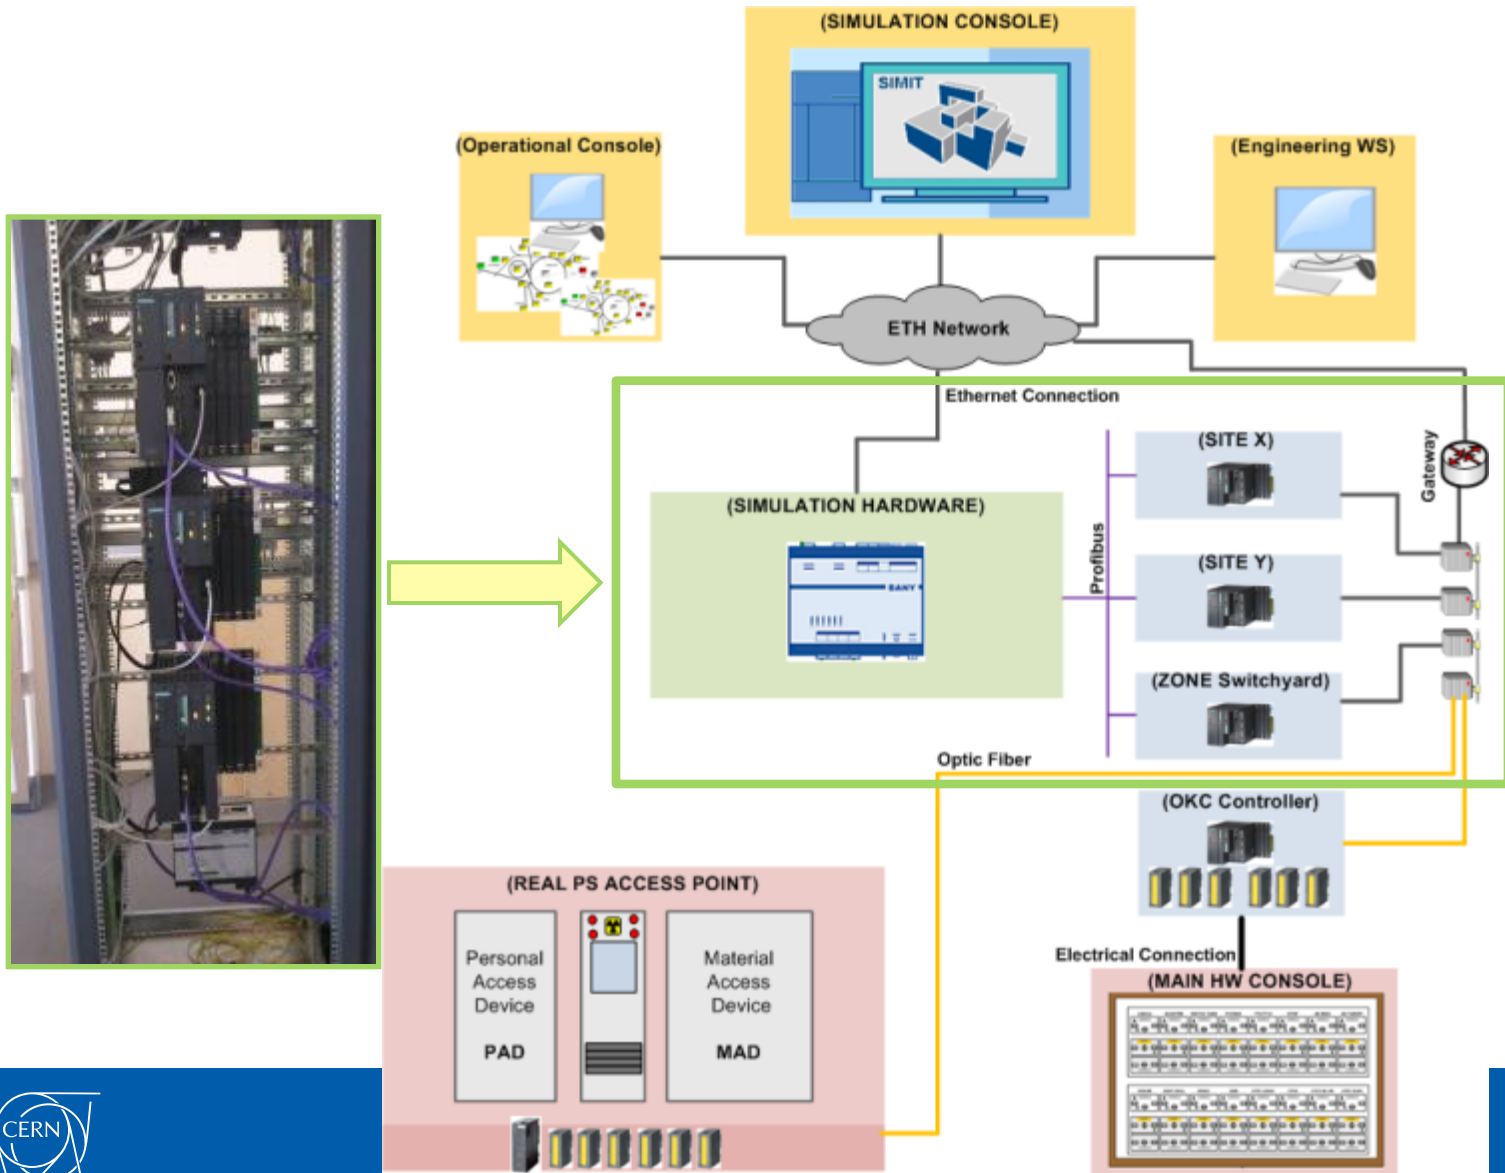 (SIMULATION CONSOLE)
SIMIT
(Operational Console)
(Engineering WS)
ETH Network
Ethernet Connection
(SITE X)
Gateway
(SIMULATION HARDWARE)
Profibus
(SITE Y)
(ZONE Switchyard)
Optic Fiber
(OKC Controller)
(REAL PS ACCESS POINT)
Personal
Access
Device
PAD
Material
Access
Device
MAD
Electrical Connection
(MAIN HW CONSOLE)
CERN